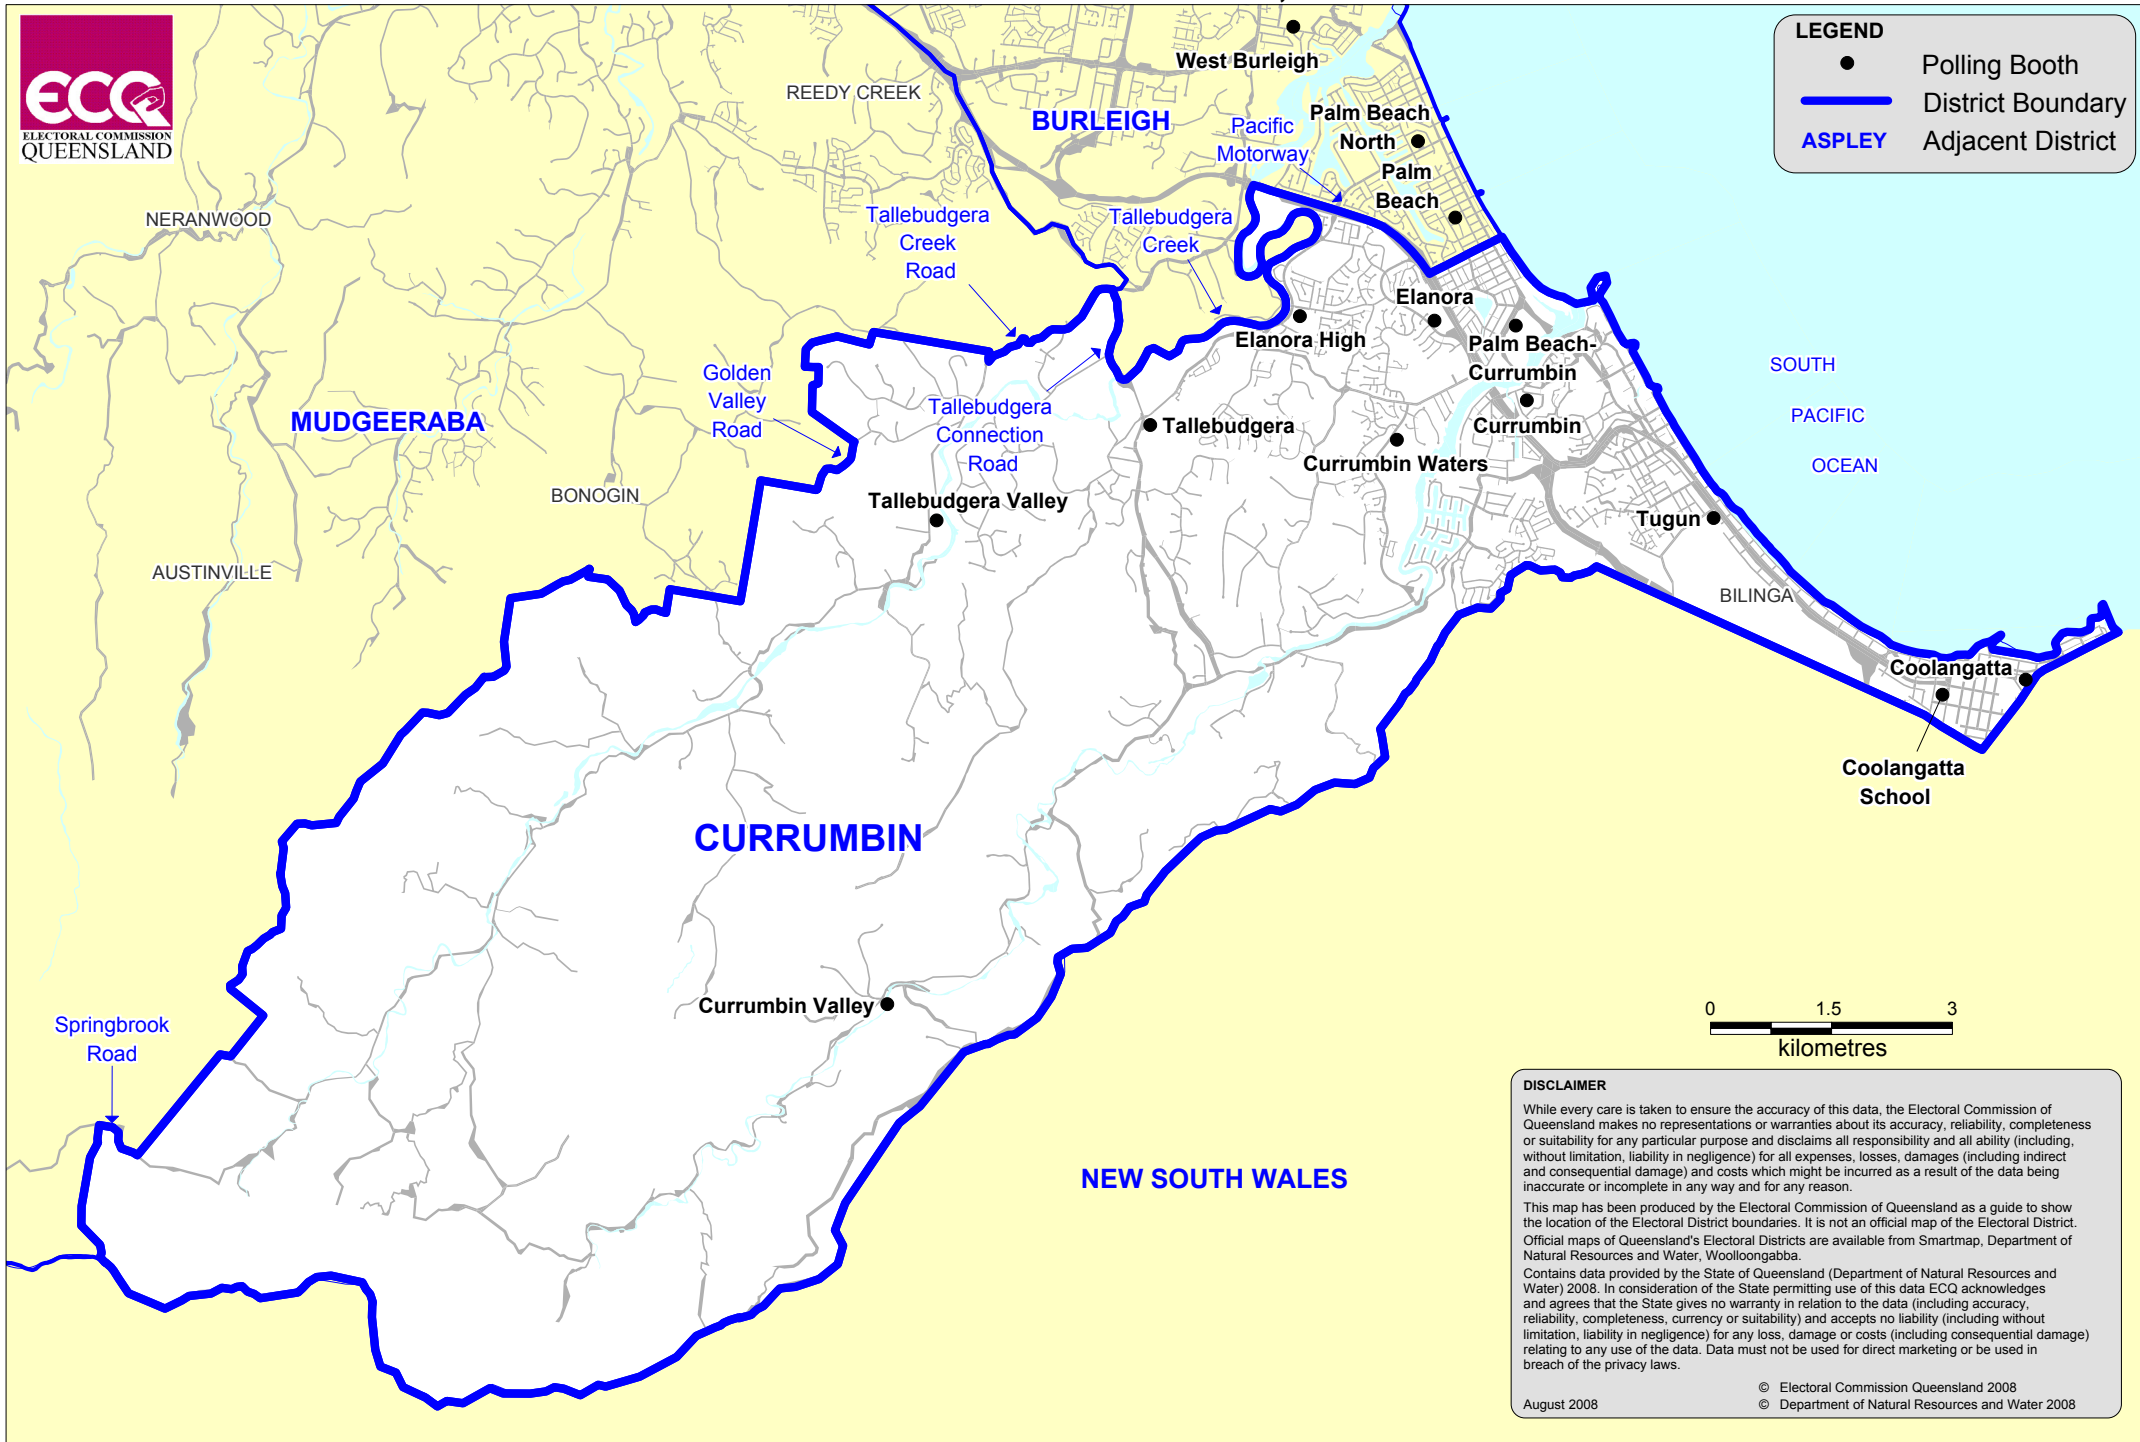 ECQ
ELECTORAL COMMISSION
QUEENSLAND
LEGEND
Polling Booth
District Boundary
ASPLEY
Adjacent District
West Burleigh
REEDY CREEK
BURLEIGH
Pacific
Motorway
Palm Beach
North
Palm
Beach
NERANWOOD
Tallebudgera
Creek
Road
Tallebudgera
Creek
Elanora
Elanora High
Palm Beach-
Currumbin
SOUTH
PACIFIC
OCEAN
Golden
Valley
Road
MUDGEERABA
Tallebudgera
Connection
Road
Tallebudgera
Currumbin
Currumbin Waters
BONOGIN
Tallebudgera Valley
Tugun
AUSTINVILLE
BILINGA
Coolangatta
Coolangatta
School
CURRUMBIN
Currumbin Valley
Springbrook
Road
NEW SOUTH WALES
0 1.5 3
kilometres
DISCLAIMER
While every care is taken to ensure the accuracy of this data, the Electoral Commission of
Queensland makes no representations or warranties about its accuracy, reliability, completeness
or suitability for any particular purpose and disclaims all responsibility and all ability (including,
without limitation, liability in negligence) for all expenses, losses, damages (including indirect
and consequential damage) and costs which might be incurred as a result of the data being
inaccurate or incomplete in any way and for any reason.
This map has been produced by the Electoral Commission of Queensland as a guide to show
the location of the Electoral District boundaries. It is not an official map of the Electoral District.
Official maps of Queensland's Electoral Districts are available from Smartmap, Department of
Natural Resources and Water, Woolloongabba.
Contains data provided by the State of Queensland (Department of Natural Resources and
Water) 2008. In consideration of the State permitting use of this data ECQ acknowledges
and agrees that the State gives no warranty in relation to the data (including accuracy,
reliability, completeness, currency or suitability) and accepts no liability (including without
limitation, liability in negligence) for any loss, damage or costs (including consequential damage)
relating to any use of the data. Data must not be used for direct marketing or be used in
breach of the privacy laws.
© Electoral Commission Queensland 2008
August 2008 © Department of Natural Resources and Water 2008